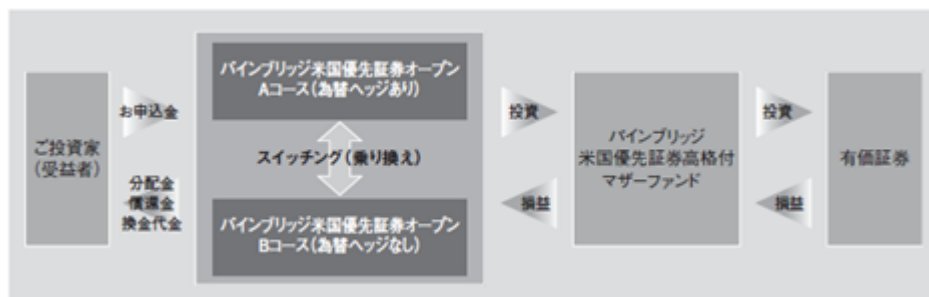 ご投資家
(受益者)
お申込金
分配金
償還金
換金代金
パインブリッジ米国優先証券オープン
Aコース(為替ヘッジあり)
スイッチング(乗り換え)
パインブリッジ米国優先証券オープン
Bコース(為替ヘッジなし)
投資
損益
パインブリッジ
米国優先証券高格付
マザーファンド
投資
損益
有価証券